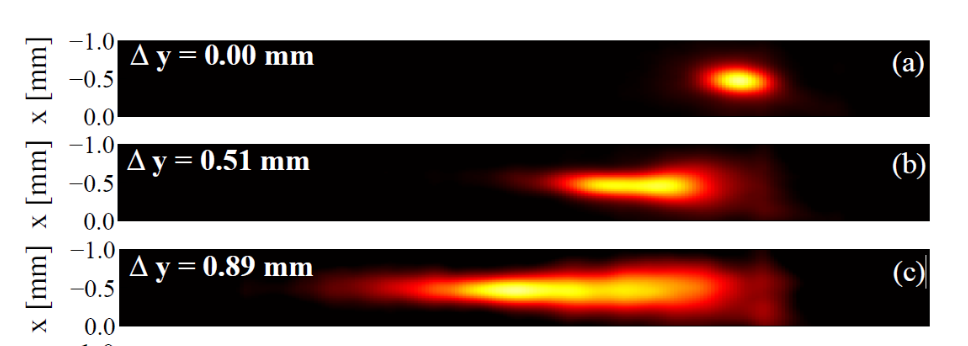 −1.0
Δ y = 0.00 mm
(a)
x [mm]
−0.5
0.0
−1.0
Δ y = 0.51 mm
(b)
x [mm]
−0.5
0.0
−1.0
Δ y = 0.89 mm
(c)
x [mm]
−0.5
0.0